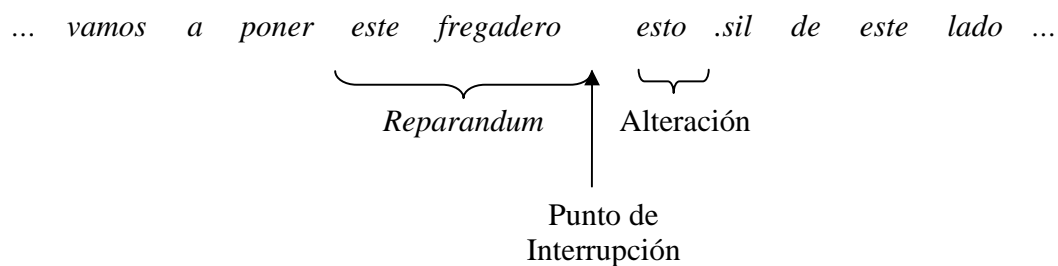 ... vamos a poner este fregadero esto .sil de este lado ...
Reparandum Alteración
Punto de
Interrupción